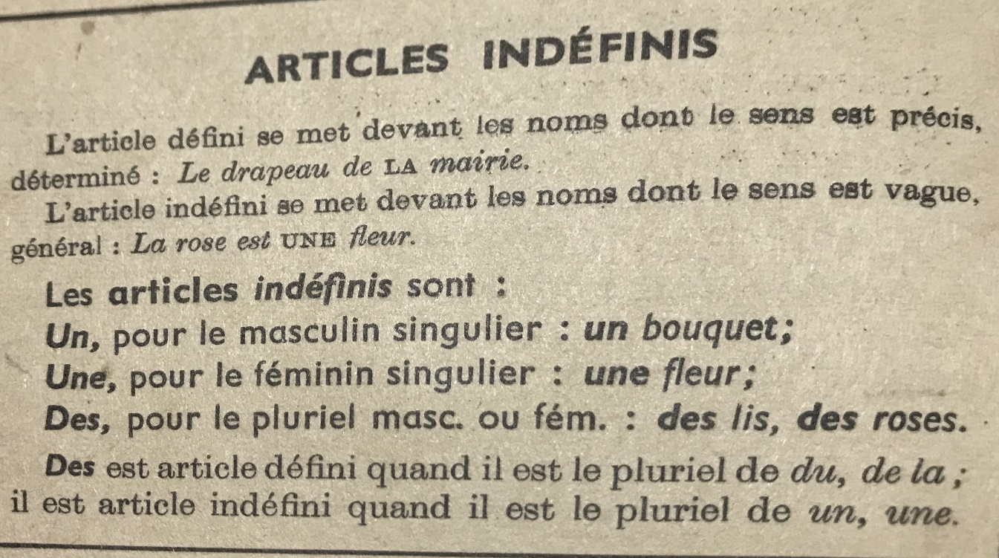 ARTICLES INDÉFINIS
L'article défini se met devant les noms dont le sens est précis,
déterminé : Le drapeau de LA mairie.
L'article indéfini se met devant les noms dont le sens est vague,
général : La rose est UNE fleur.
Les articles indéfinis sont :
Un, pour le masculin singulier : un bouquet;
Une, pour le féminin singulier : une fleur;
Des, pour le pluriel masc. ou fém. : des lis, des roses.
Des est article défini quand il est le pluriel de du, de la ;
il est article indéfini quand il est le pluriel de un, une.